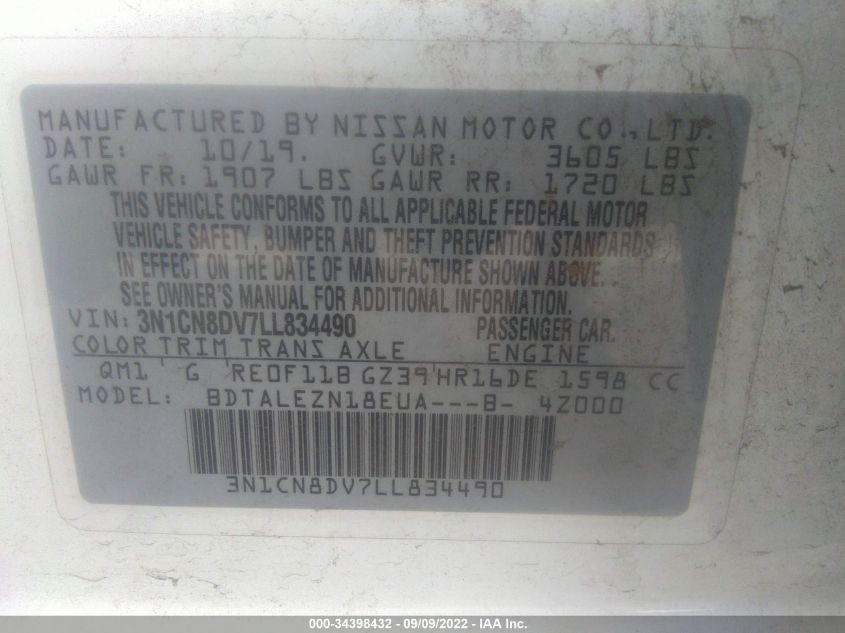 MANUFACTURED BY NISSAN MOTOR CO., LTD.
DATE: 10/19. GVWR: 3605 LBS
GAWR FR: 1907 LBS GAWR RR: 1720 LBS
THIS VEHICLE CONFORMS TO ALL APPLICABLE FEDERAL MOTOR
VEHICLE SAFETY, BUMPER AND THEFT PREVENTION STANDARDS
IN EFFECT ON THE DATE OF MANUFACTURE SHOWN ABOVE.
SEE OWNER'S MANUAL FOR ADDITIONAL INFORMATION.
VIN: 3N1CN8DV7LL834490 PASSENGER CAR.
COLOR TRIM TRANS AXLE ENGINE
QM1 G RE0F11B GZ39 HR16DE 1598 CC
MODEL: BDTALEZN18EUA---B- 4Z000
3N1CN8DV7LL834490
000-34398432 - 09/09/2022 - IAA Inc.